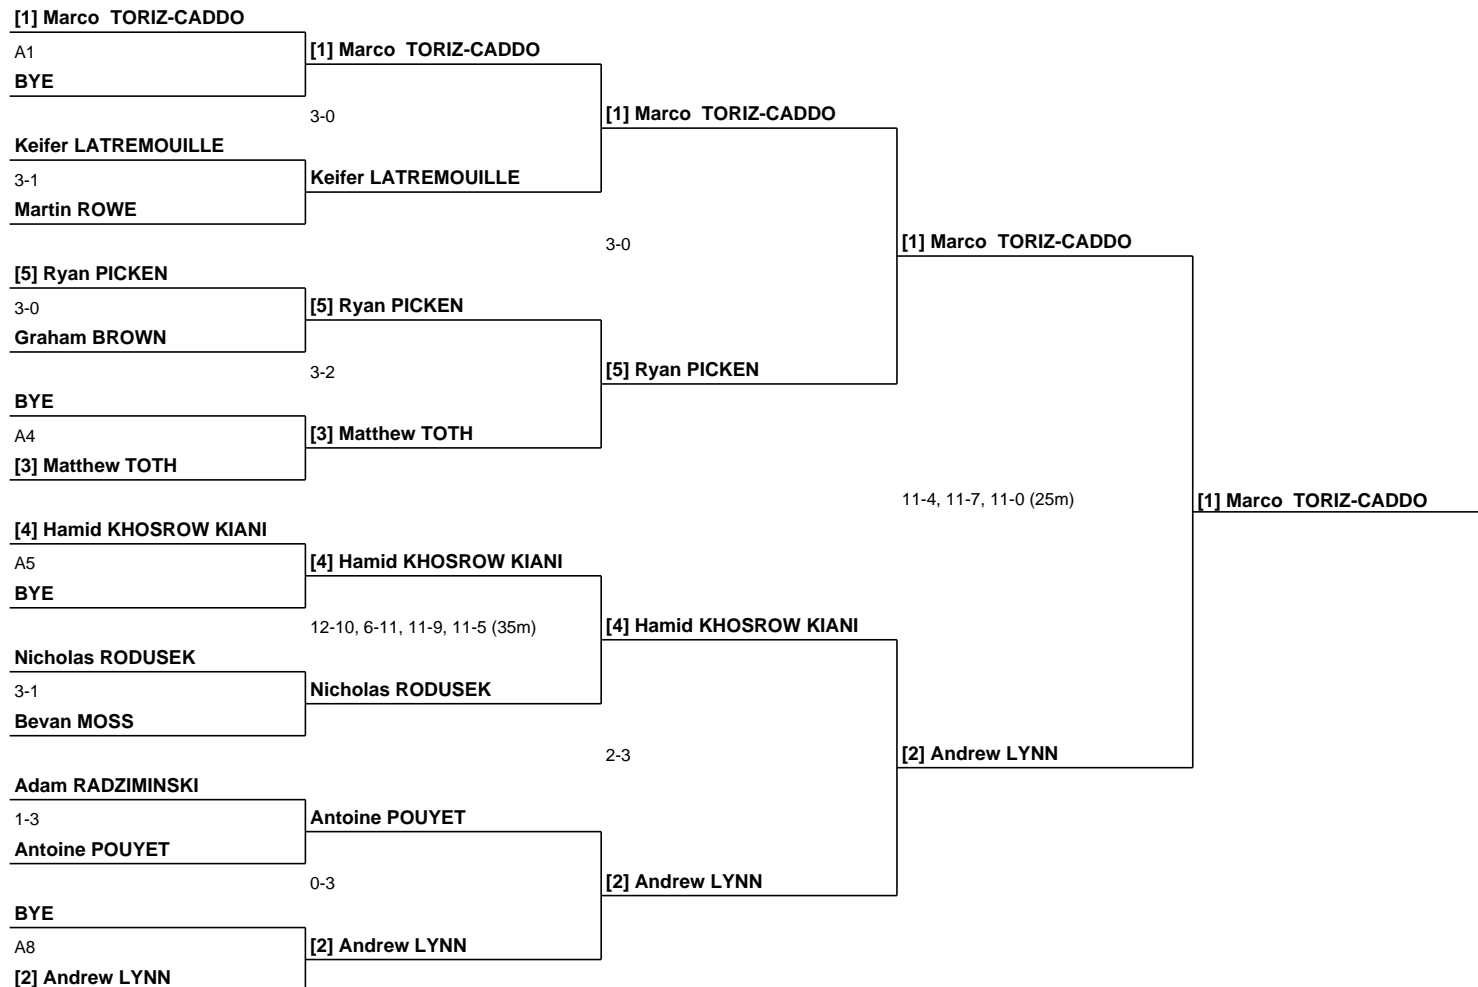 [1] Marco  TORIZ-CADDO
A1
[1] Marco  TORIZ-CADDO
BYE
3-0
[1] Marco  TORIZ-CADDO
Keifer LATREMOUILLE
3-1
Keifer LATREMOUILLE
Martin ROWE
3-0
[1] Marco  TORIZ-CADDO
[5] Ryan PICKEN
3-0
[5] Ryan PICKEN
Graham BROWN
3-2
[5] Ryan PICKEN
BYE
A4
[3] Matthew TOTH
[3] Matthew TOTH
11-4, 11-7, 11-0 (25m)
[1] Marco  TORIZ-CADDO
[4] Hamid KHOSROW KIANI
A5
[4] Hamid KHOSROW KIANI
BYE
12-10, 6-11, 11-9, 11-5 (35m)
[4] Hamid KHOSROW KIANI
Nicholas RODUSEK
3-1
Nicholas RODUSEK
Bevan MOSS
2-3
[2] Andrew LYNN
Adam RADZIMINSKI
1-3
Antoine POUYET
Antoine POUYET
0-3
[2] Andrew LYNN
BYE
A8
[2] Andrew LYNN
[2] Andrew LYNN